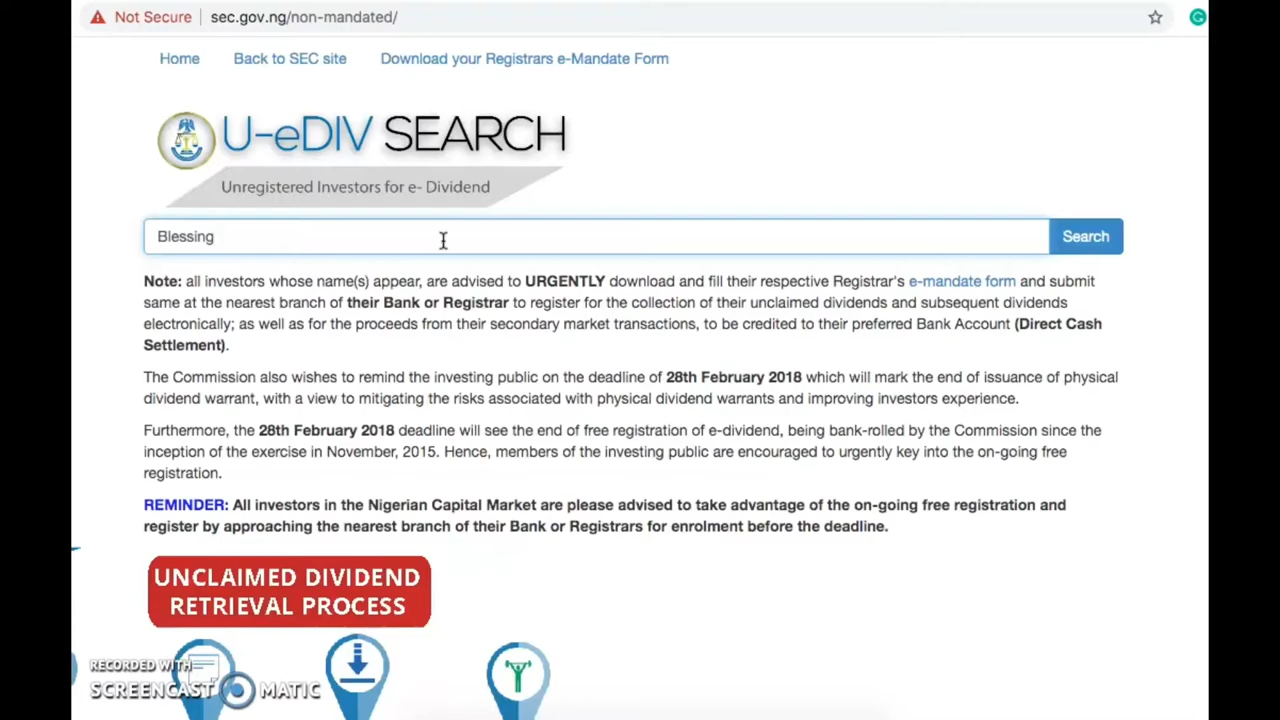 Not Secure sec.gov.ng/non-mandated/
Home Back to SEC site Download your Registrars e-Mandate Form
U-eDIV SEARCH
Unregistered Investors for e- Dividend
Blessing Search
Note: all investors whose name(s) appear, are advised to URGENTLY download and fill their respective Registrar's e-mandate form and submit
same at the nearest branch of their Bank or Registrar to register for the collection of their unclaimed dividends and subsequent dividends
electronically; as well as for the proceeds from their secondary market transactions, to be credited to their preferred Bank Account (Direct Cash
Settlement).
The Commission also wishes to remind the investing public on the deadline of 28th February 2018 which will mark the end of issuance of physical
dividend warrant, with a view to mitigating the risks associated with physical dividend warrants and improving investors experience.
Furthermore, the 28th February 2018 deadline will see the end of free registration of e-dividend, being bank-rolled by the Commission since the
inception of the exercise in November, 2015. Hence, members of the investing public are encouraged to urgently key into the on-going free
registration.
REMINDER: All investors in the Nigerian Capital Market are please advised to take advantage of the on-going free registration and
register by approaching the nearest branch of their Bank or Registrars for enrolment before the deadline.
UNCLAIMED DIVIDEND
RETRIEVAL PROCESS
RECORDED WITH
SCREENCAST MATIC